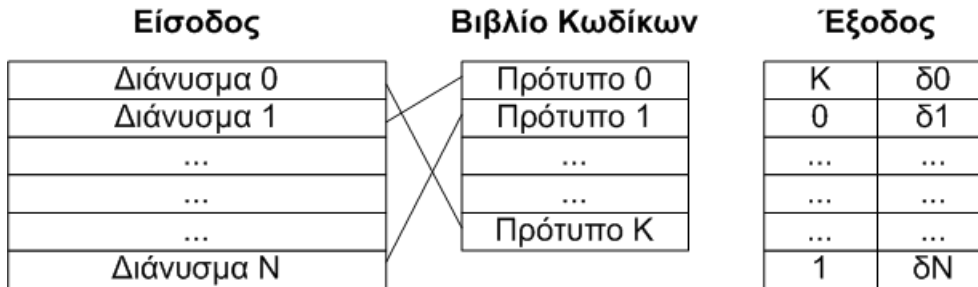 Είσοδος Βιβλίο Κωδίκων Έξοδος
Διάνυσμα 0 Πρότυπο 0 K δ0
Διάνυσμα 1 Πρότυπο 1 0 δ1
... ... ... ...
... ... ... ...
... Πρότυπο K ... ...
Διάνυσμα N 1 δN